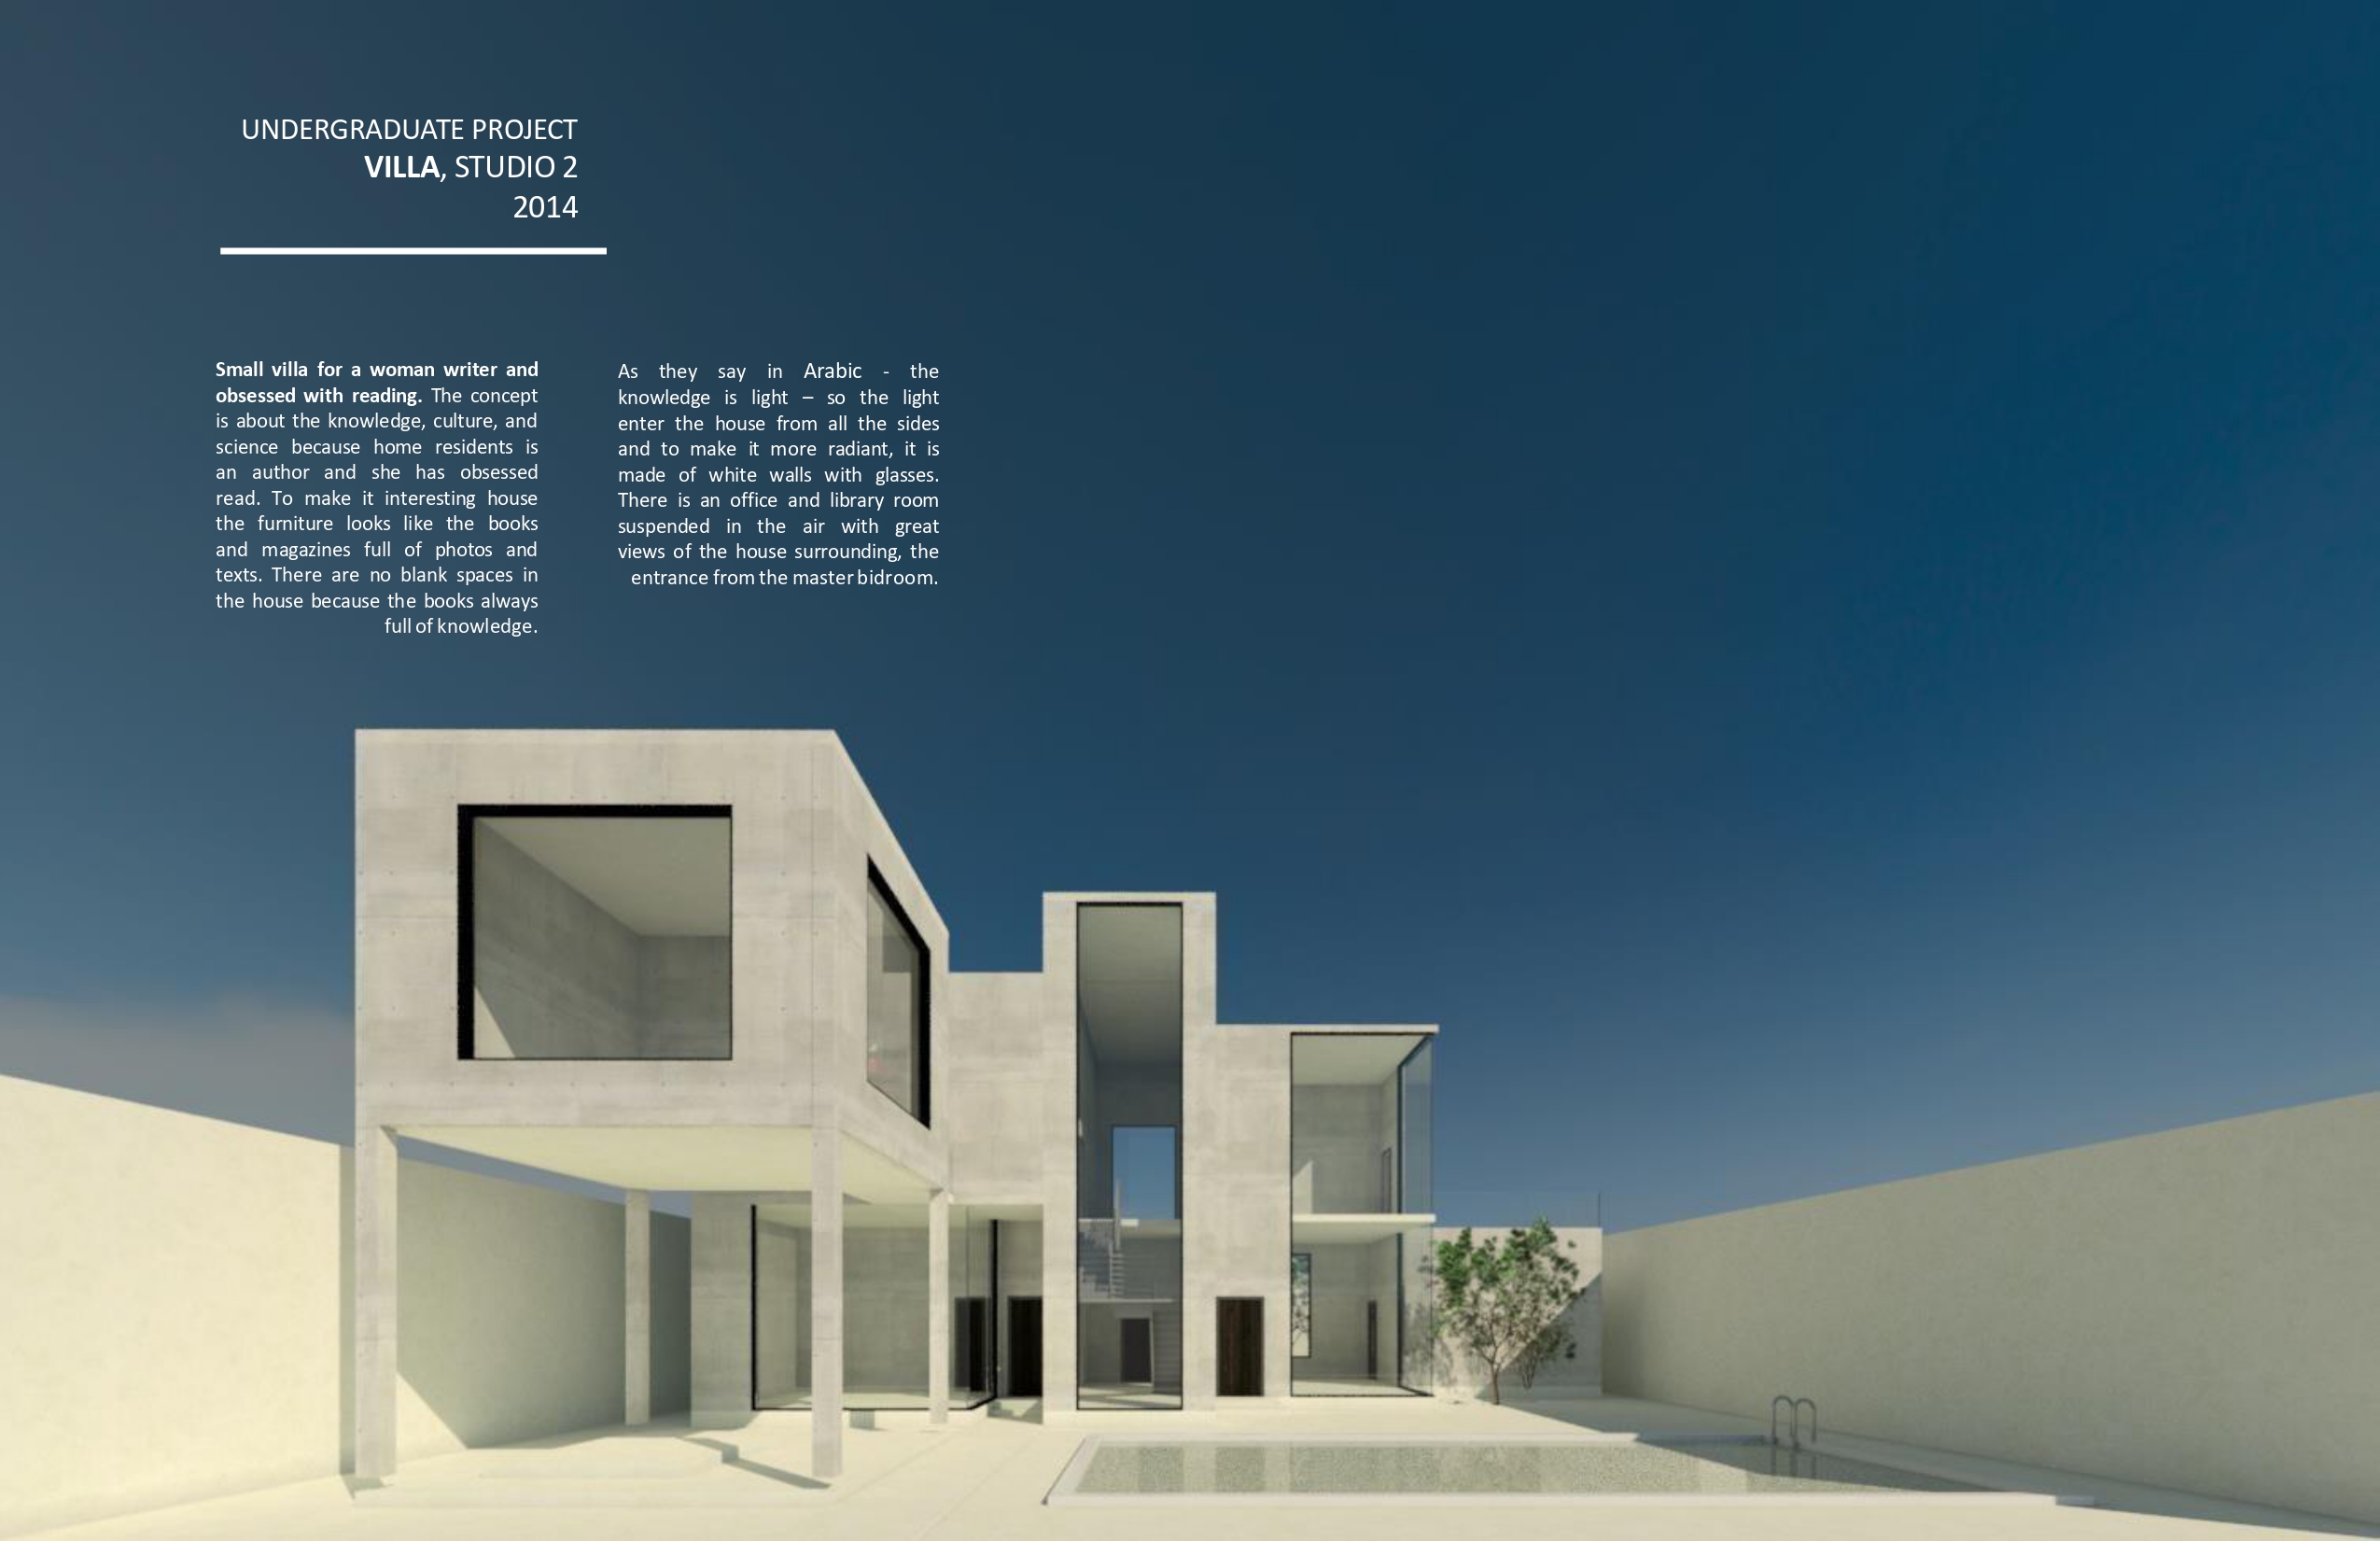 UNDERGRADUATE PROJECT
VILLA, STUDIO 2
2014
Small villa for a woman writer and
obsessed with reading. The concept
is about the knowledge, culture, and
science because home residents is
an author and she has obsessed
read. To make it interesting house
the furniture looks like the books
and magazines full of photos and
texts. There are no blank spaces in
the house because the books always
full of knowledge.
As they say in Arabic - the
knowledge is light – so the light
enter the house from all the sides
and to make it more radiant, it is
made of white walls with glasses.
There is an office and library room
suspended in the air with great
views of the house surrounding, the
entrance from the master bidroom.